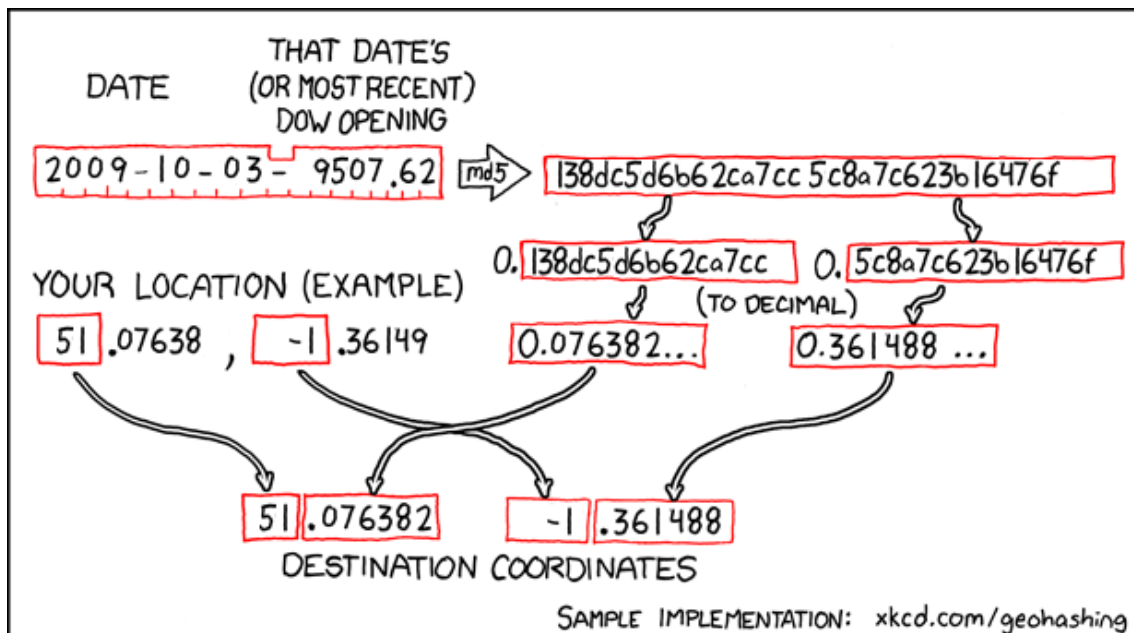 THAT DATE'S
DATE (OR MOST RECENT)
DOW OPENING
2009-10-03- 9507.62 md5 138dc5d6b62ca7cc5c8a7c623b16476f
0.138dc5d6b62ca7cc 0.5c8a7c623b16476f
YOUR LOCATION (EXAMPLE) (TO DECIMAL)
51.07638, -1.36149 0.076382... 0.361488 ...
51.076382 -1.361488
DESTINATION COORDINATES
SAMPLE IMPLEMENTATION: xkcd.com/geohashing